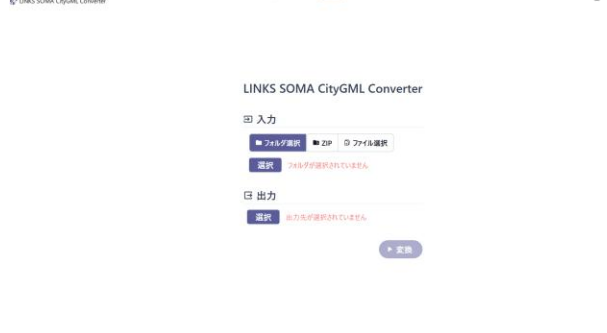 LINKS SOMA CityGML Converter
LINKS SOMA CityGML Converter
入力
フォルダ選択 ZIP ファイル選択
選択 フォルダが選択されていません
出力
選択 出力先が選択されていません
変換